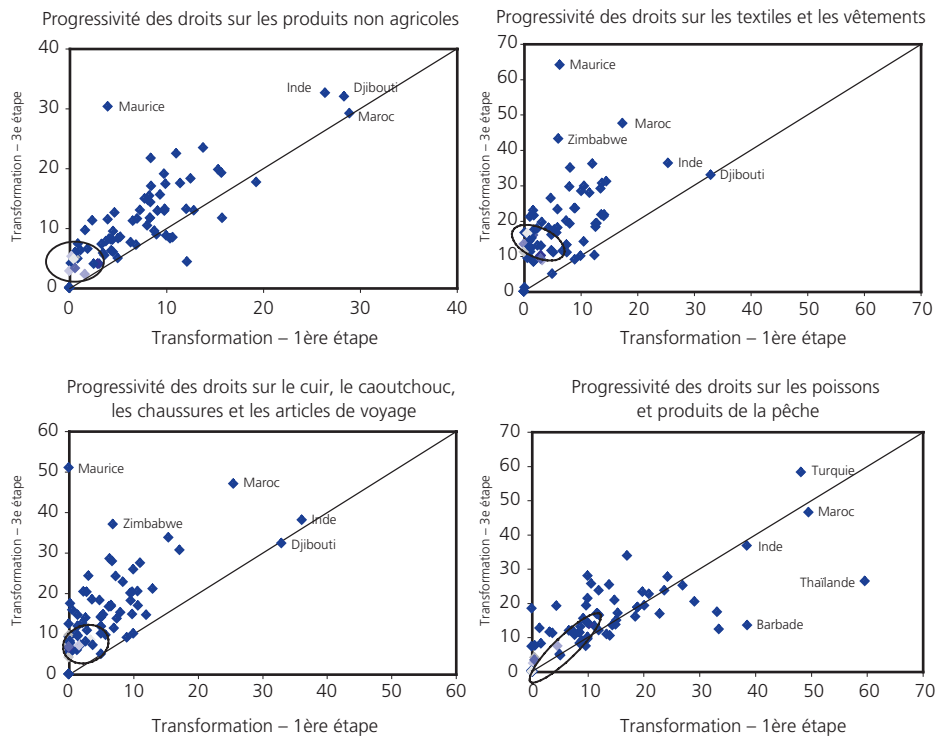 Progressivité des droits sur les produits non agricoles
40
30
20
10
0
0
10
20
30
40
Transformation – 3e étape
Transformation – 1ère étape
Maurice
Inde
Djibouti
Maroc
Progressivité des droits sur les textiles et les vêtements
70
60
50
40
30
20
10
0
0
10
20
30
40
50
60
70
Transformation – 3e étape
Transformation – 1ère étape
Maurice
Maroc
Zimbabwe
Inde
Djibouti
Progressivité des droits sur le cuir, le caoutchouc,
les chaussures et les articles de voyage
60
50
40
30
20
10
0
0
10
20
30
40
50
60
Transformation – 3e étape
Transformation – 1ère étape
Maurice
Maroc
Zimbabwe
Inde
Djibouti
Progressivité des droits sur les poissons
et produits de la pêche
70
60
50
40
30
20
10
0
0
10
20
30
40
50
60
70
Transformation – 3e étape
Transformation – 1ère étape
Turquie
Maroc
Inde
Thaïlande
Barbade